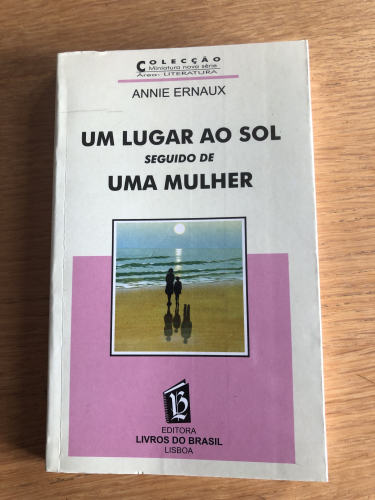 COLECÇÃO
Miniatura nova série
Área: LITERATURA
ANNIE ERNAUX
UM LUGAR AO SOL
SEGUIDO DE
UMA MULHER
LB
EDITORA
LIVROS DO BRASIL
LISBOA